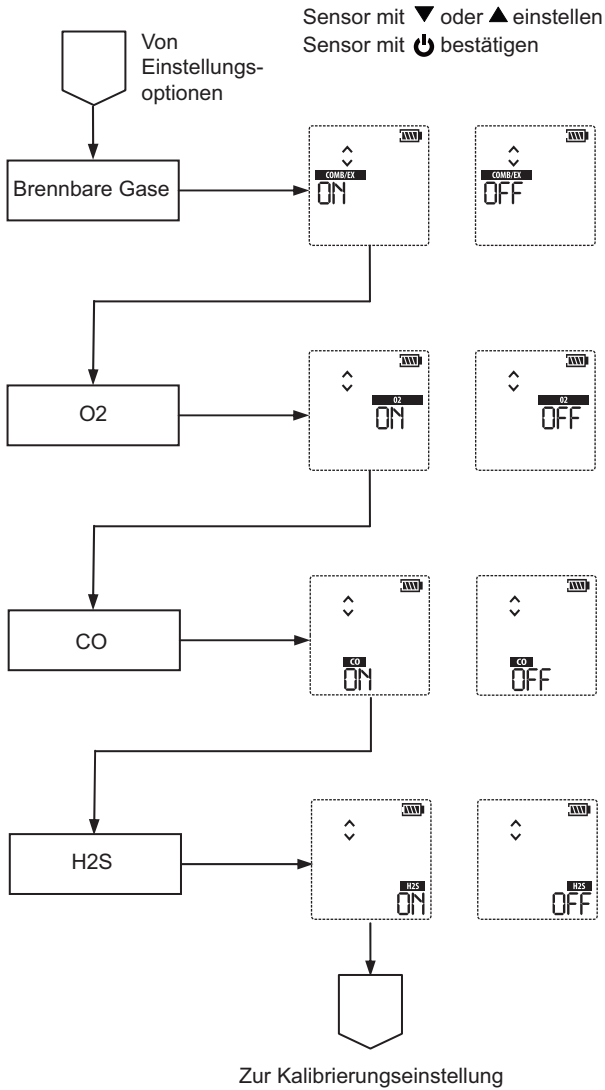 Sensor mit ▼ oder ▲ einstellen
Sensor mit ⏻ bestätigen
Von
Einstellungs-
optionen
Brennbare Gase
COMB/EX
ON
COMB/EX
OFF
O2
O2
ON
O2
OFF
CO
CO
ON
CO
OFF
H2S
H2S
ON
H2S
OFF
Zur Kalibrierungseinstellung